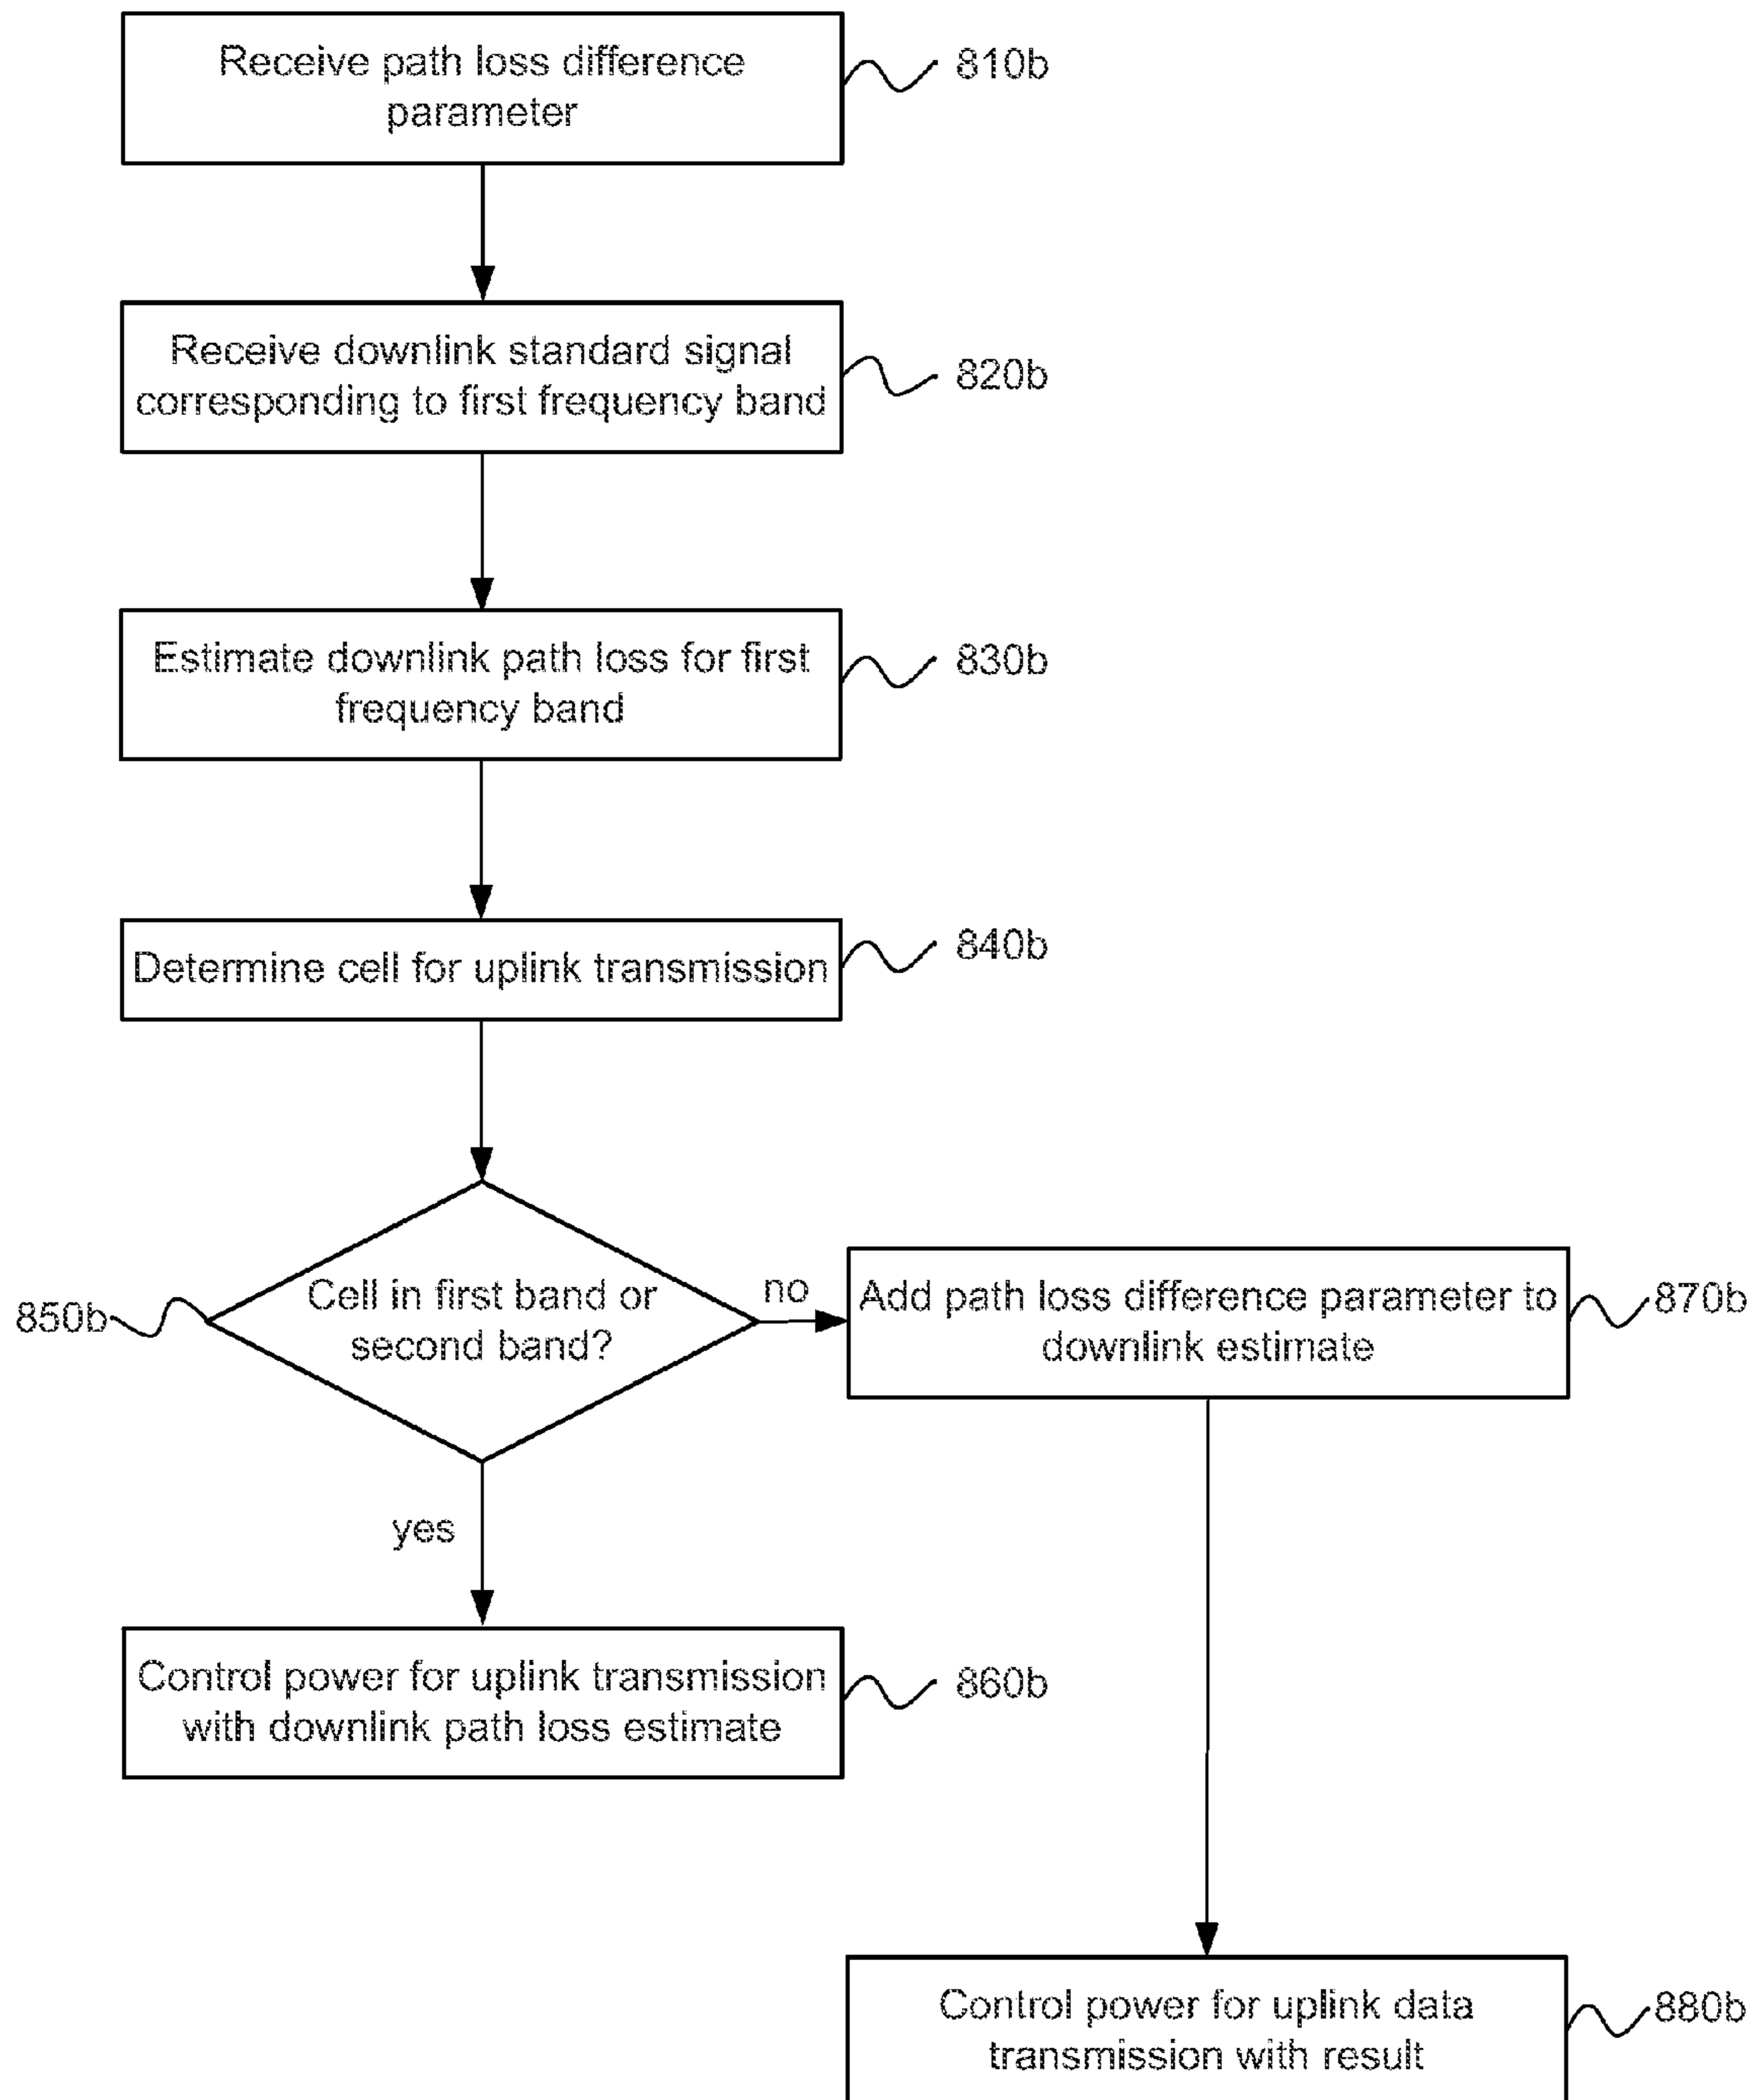 Receive path loss difference
parameter
810b
Receive downlink standard signal
corresponding to first frequency band
820b
Estimate downlink path loss for first
frequency band
830b
Determine cell for uplink transmission
840b
850b
Cell in first band or
second band?
no
Add path loss difference parameter to
downlink estimate
870b
yes
Control power for uplink transmission
with downlink path loss estimate
860b
Control power for uplink data
transmission with result
880b